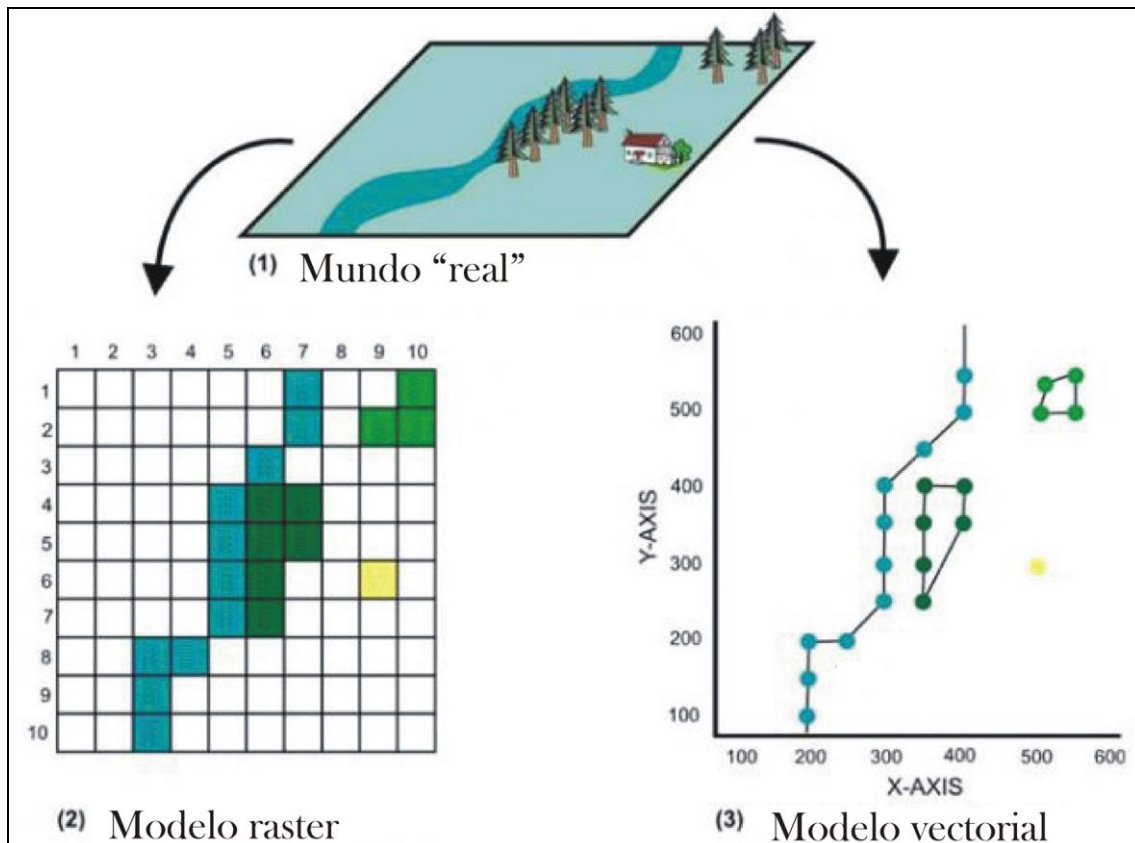 (1) Mundo “real”
1 2 3 4 5 6 7 8 9 10
1
2
3
4
5
6
7
8
9
10
(2) Modelo raster
600
500
400
300
200
100
Y-AXIS
100 200 300 400 500 600
X-AXIS
(3) Modelo vectorial